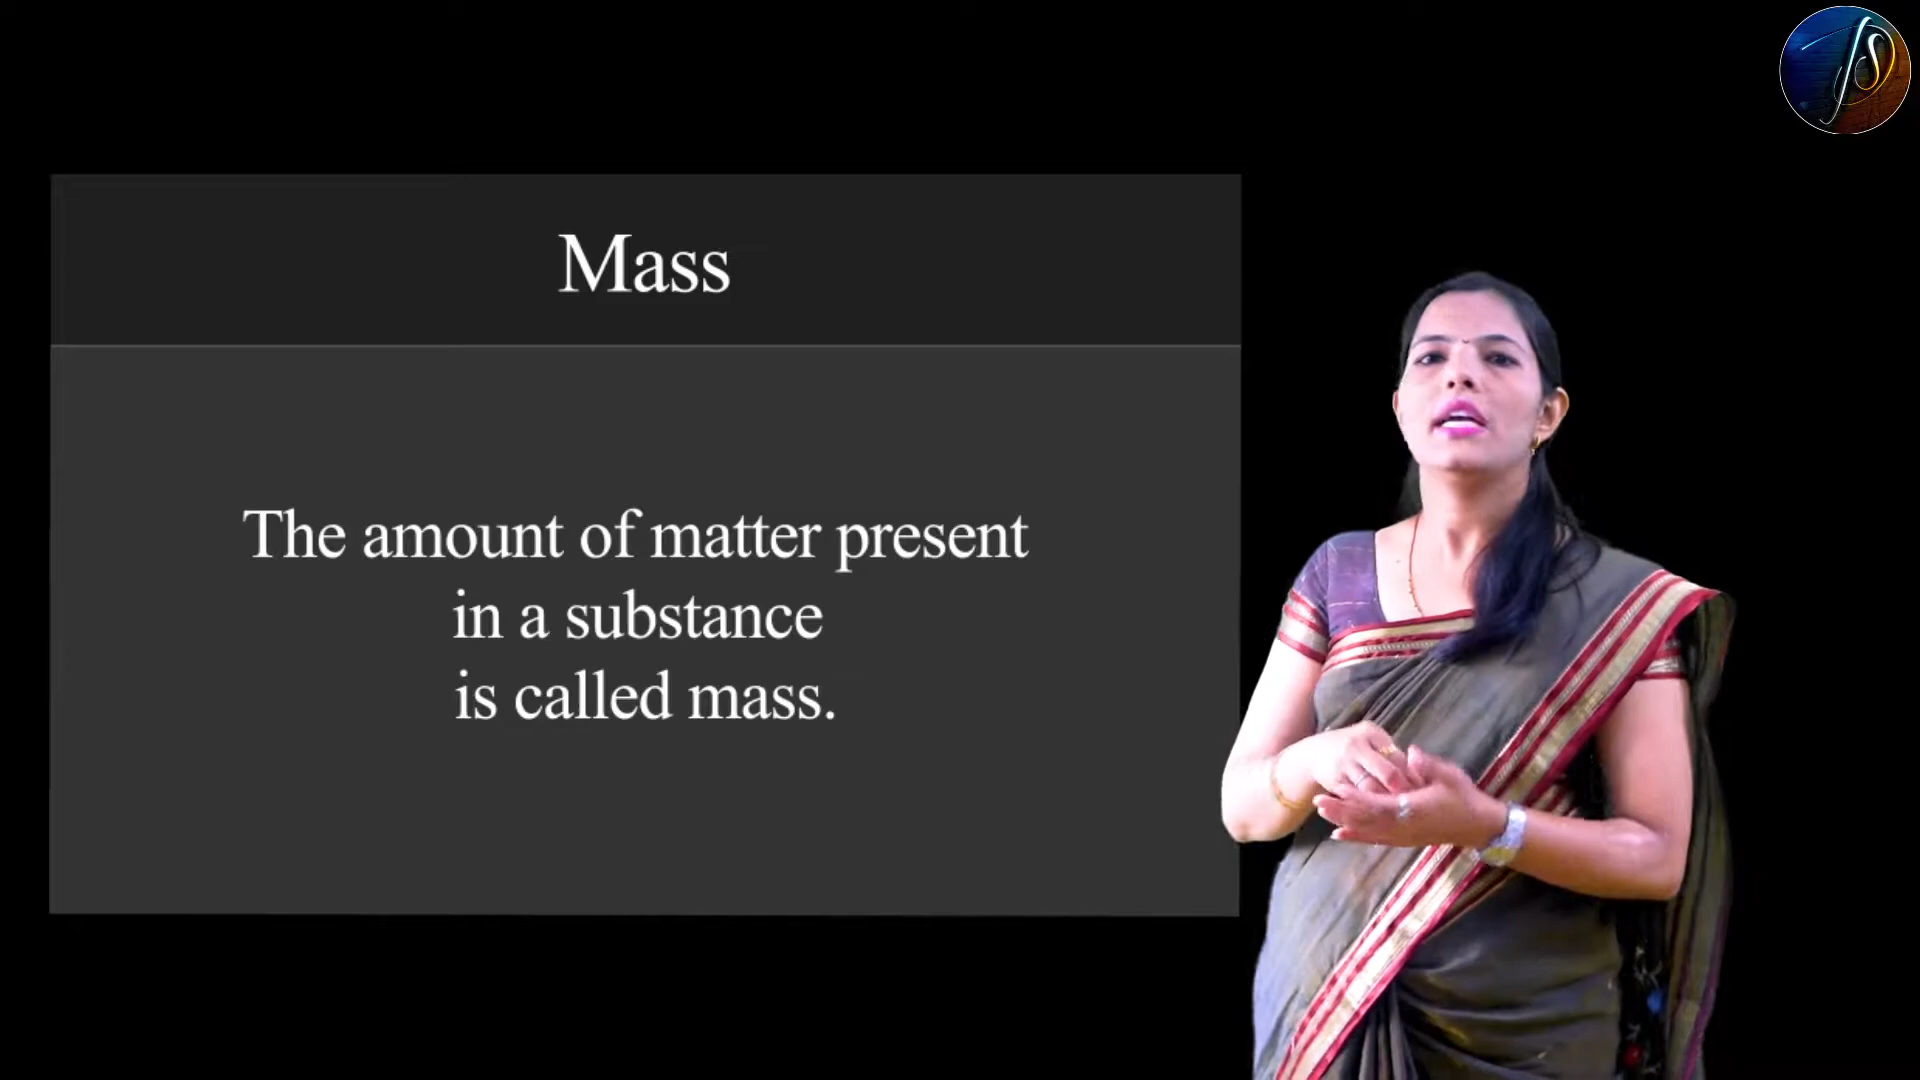 Mass
The amount of matter present
in a substance
is called mass.